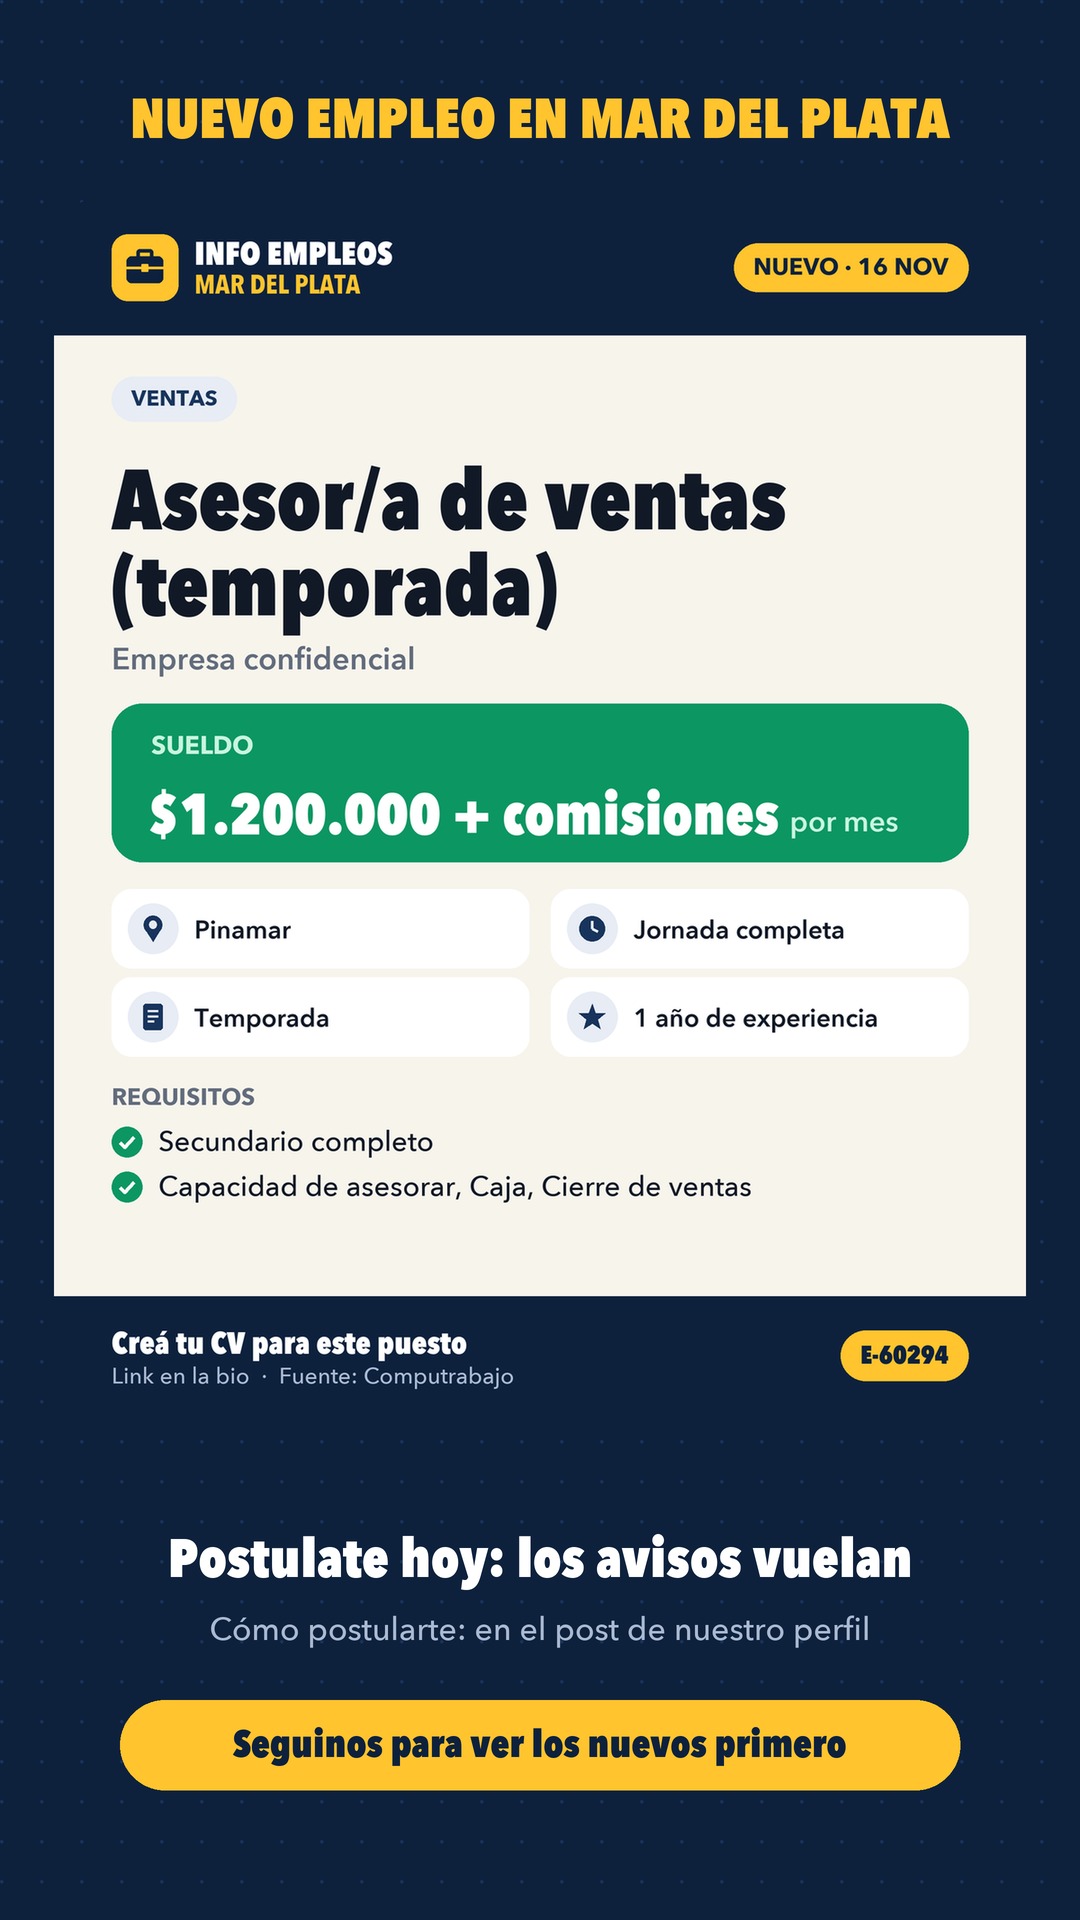 NUEVO EMPLEO EN MAR DEL PLATA
INFO EMPLEOS
MAR DEL PLATA
NUEVO · 16 NOV
VENTAS
Asesor/a de ventas
(temporada)
Empresa confidencial
SUELDO
$1.200.000 + comisiones por mes
Pinamar
Jornada completa
Temporada
1 año de experiencia
REQUISITOS
Secundario completo
Capacidad de asesorar, Caja, Cierre de ventas
Creá tu CV para este puesto
Link en la bio · Fuente: Computrabajo
E-60294
Postulate hoy: los avisos vuelan
Cómo postularte: en el post de nuestro perfil
Seguinos para ver los nuevos primero